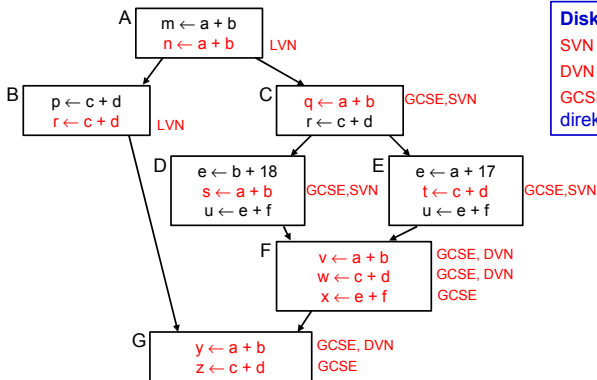 A
m ← a + b
n ← a + b LVN
B
p ← c + d
r ← c + d LVN
C
q ← a + b GCSE,SVN
r ← c + d
D
e ← b + 18
s ← a + b GCSE,SVN
u ← e + f
E
e ← a + 17
t ← c + d GCSE,SVN
u ← e + f
F
v ← a + b GCSE, DVN
w ← c + d GCSE, DVN
x ← e + f GCSE
G
y ← a + b GCSE, DVN
z ← c + d GCSE
SVN
DVN